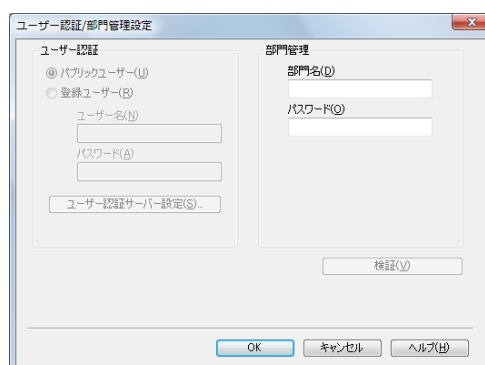 ユーザー認証/部門管理設定
ユーザー認証
パブリックユーザー(U)
登録ユーザー(R)
ユーザー名(N)
パスワード(A)
ユーザー認証サーバー設定(S)...
部門管理
部門名(D)
パスワード(O)
検証(V)
OK
キャンセル
ヘルプ(H)